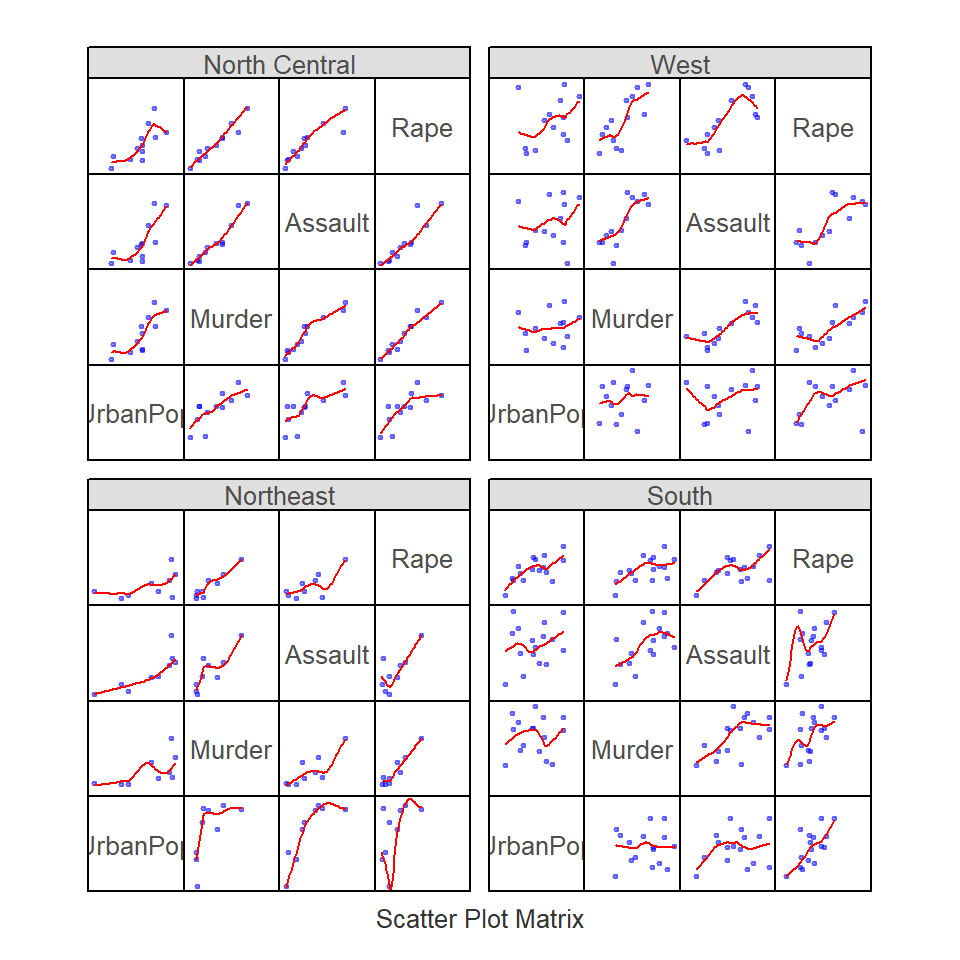 North Central
Rape
Assault
Murder
UrbanPop
West
Rape
Assault
Murder
UrbanPop
Northeast
Rape
Assault
Murder
UrbanPop
South
Rape
Assault
Murder
UrbanPop
Scatter Plot Matrix